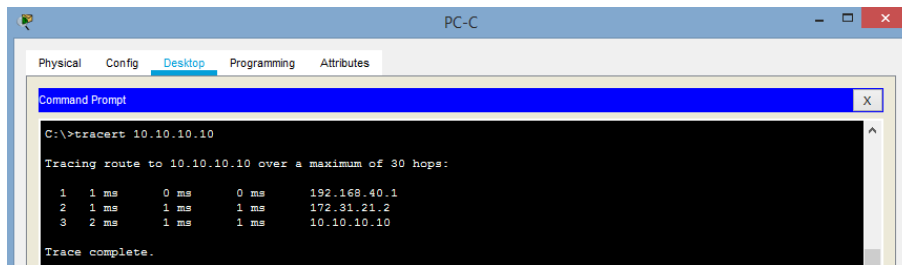 PC-C
Physical Config Desktop Programming Attributes
Command Prompt
X
C:\>tracert 10.10.10.10
Tracing route to 10.10.10.10 over a maximum of 30 hops:
1 1 ms 0 ms 0 ms 192.168.40.1
2 1 ms 1 ms 1 ms 172.31.21.2
3 2 ms 1 ms 1 ms 10.10.10.10
Trace complete.